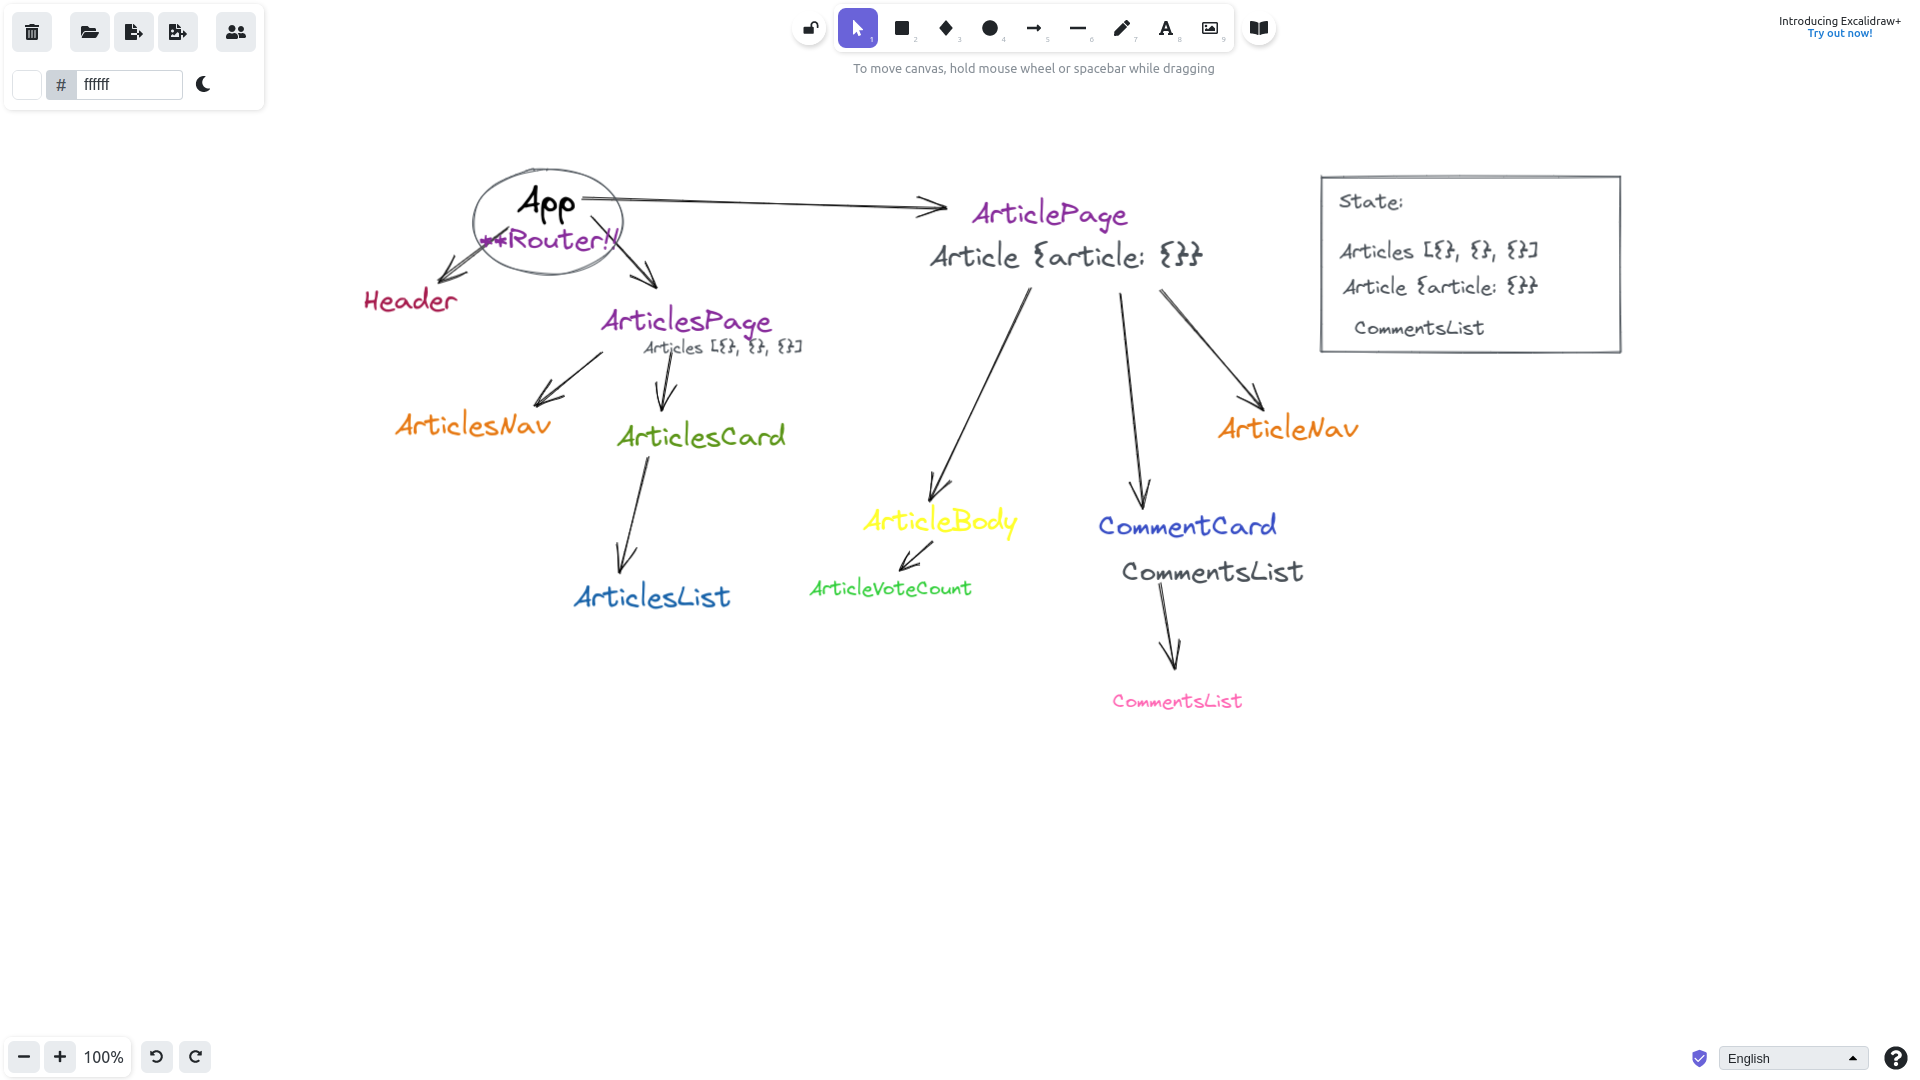 Introducing Excalidraw+
Try out now!
1
2
3
4
5
6
7
A
8
9
# ffffff
To move canvas, hold mouse wheel or spacebar while dragging
App
**Router!!
ArticlePage
Article {article: {}}
State:
Articles [{}, {}, {}]
Article {article: {}}
CommentsList
Header
ArticlesPage
Articles [{}, {}, {}]
ArticlesNav
ArticlesCard
ArticleNav
ArticleBody
CommentCard
CommentsList
ArticlesList
ArticleVoteCount
CommentsList
100%
English
?